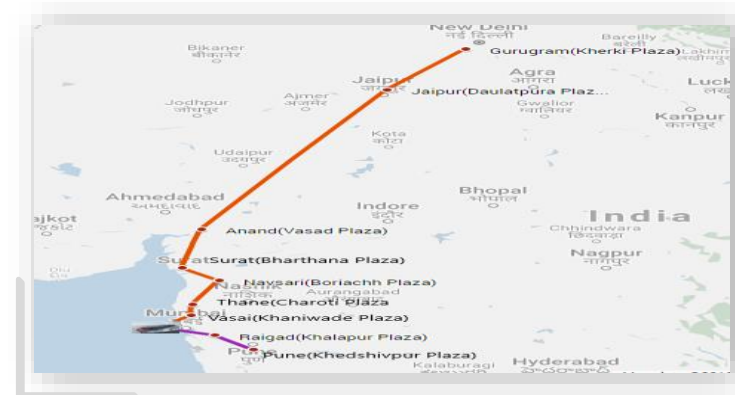 New Delhi
नई दिल्ली
Bikaner
बीकानेर
Bareilly
बरेली
Gurugram(Kherki Plaza)
Agra
आगरा
Jaipur
Jaipur(Daulatpura Plaz...
Ajmer
अजमेर
Jodhpur
जोधपुर
Gwalior
ग्वालियर
Kanpur
कानपुर
Kota
कोटा
Udaipur
उदयपुर
Bhopal
भोपाल
Ahmedabad
Indore
इंदौर
India
Anand(Vasad Plaza)
Chhindwara
छिंदवाड़ा
Surat(Bharthana Plaza)
Nagpur
नागपुर
Navsari(Boriachh Plaza)
नाशिक
Aurangabad
औरंगाबाद
Thane(Charoti Plaza
Mumbai
Vasai(Khaniwade Plaza)
Raigad(Khalapur Plaza)
Pune(Khedshivpur Plaza)
Kalaburagi
Hyderabad